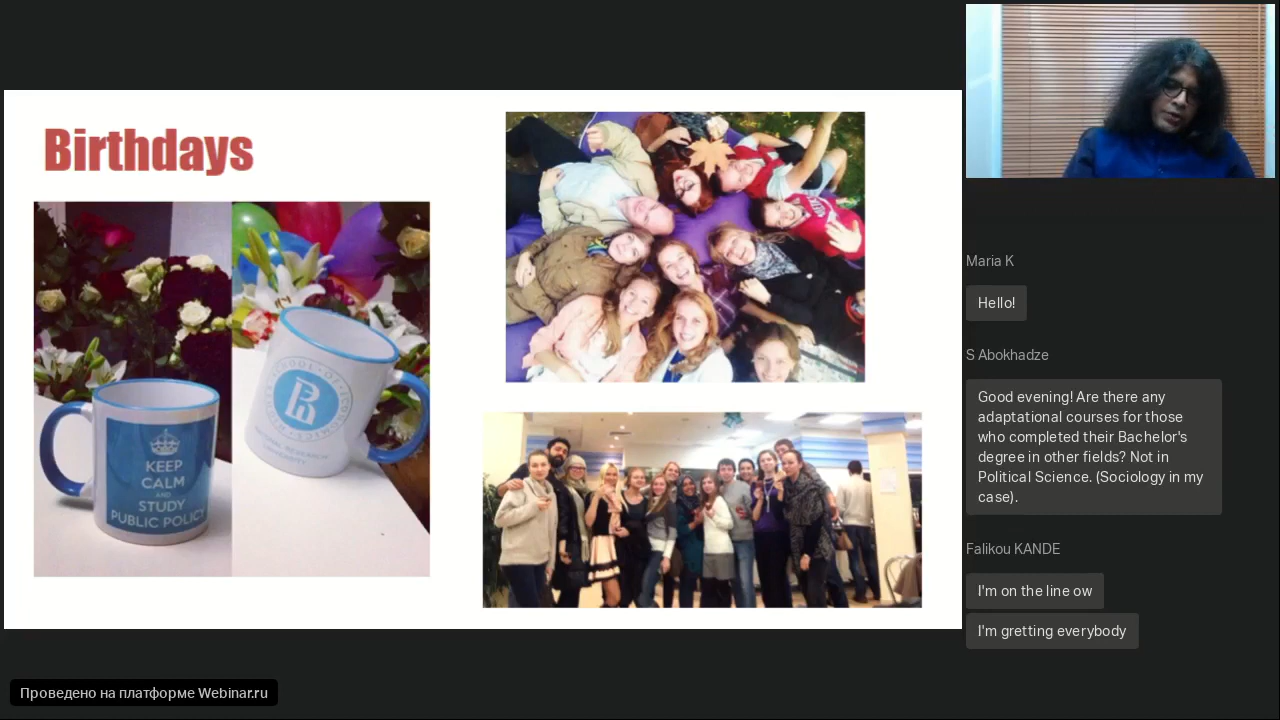 Birthdays
KEEP
CALM
AND
STUDY
PUBLIC POLICY
Maria K
Hello!
S Abokhadze
Good evening! Are there any
adaptational courses for those
who completed their Bachelor's
degree in other fields? Not in
Political Science. (Sociology in my
case).
Falikou KANDE
I'm on the line ow
I'm gretting everybody
Проведено на платформе Webinar.ru